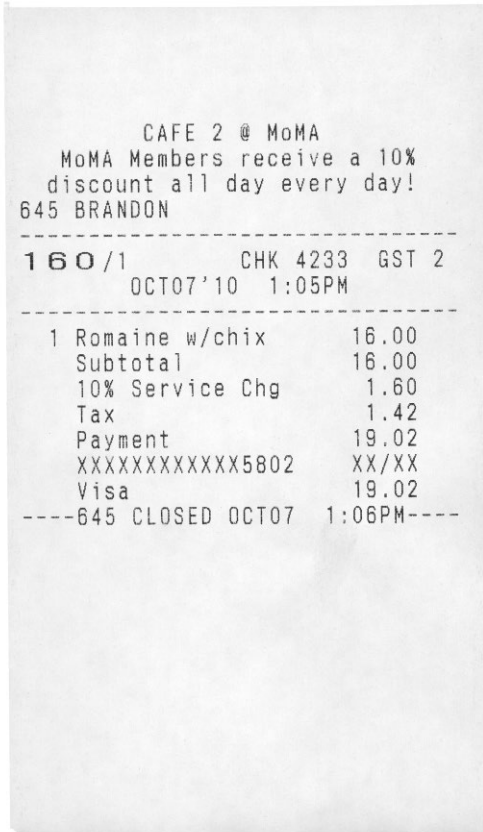 CAFE 2 @ MoMA
MoMA Members receive a 10%
discount all day every day!
645 BRANDON
---------------------------------
160/1 CHK 4233 GST 2
OCT07'10 1:05PM
---------------------------------
1 Romaine w/chix 16.00
Subtotal 16.00
10% Service Chg 1.60
Tax 1.42
Payment 19.02
XXXXXXXXXXXX5802 XX/XX
Visa 19.02
----645 CLOSED OCT07 1:06PM----